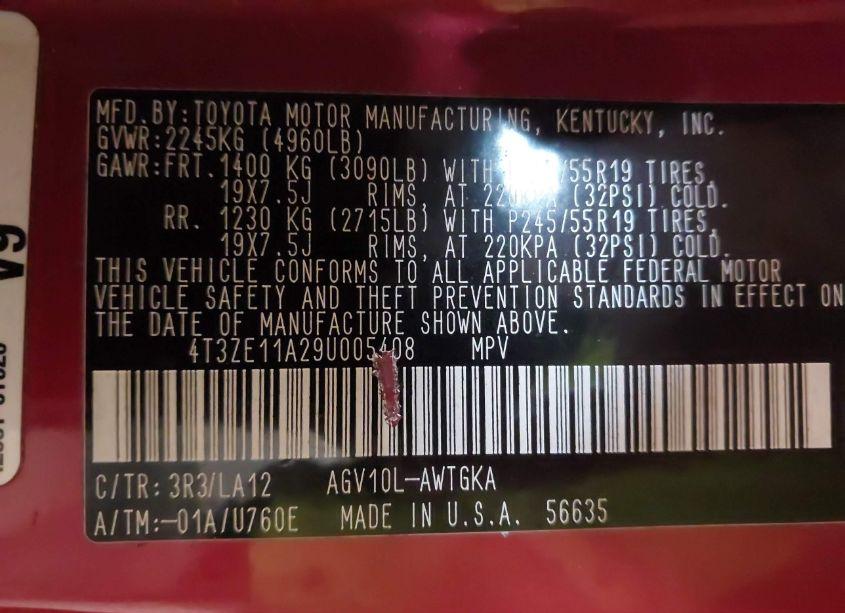 MFD.BY:TOYOTA MOTOR MANUFACTURING, KENTUCKY, INC.
GVWR:2245KG (4960LB)
GAWR:FRT. 1400 KG (3090LB) WITH /55R19 TIRES,
19X7.5J RIMS, AT 220KPA (32PSI) COLD.
RR. 1230 KG (2715LB) WITH P245/55R19 TIRES,
19X7.5J RIMS, AT 220KPA (32PSI) COLD.
THIS VEHICLE CONFORMS TO ALL APPLICABLE FEDERAL MOTOR
VEHICLE SAFETY AND THEFT PREVENTION STANDARDS IN EFFECT ON
THE DATE OF MANUFACTURE SHOWN ABOVE.
4T3ZE11A29U005408 MPV
C/TR: 3R3/LA12 AGV10L-AWTGKA
A/TM:-01A/U760E MADE IN U.S.A. 56635